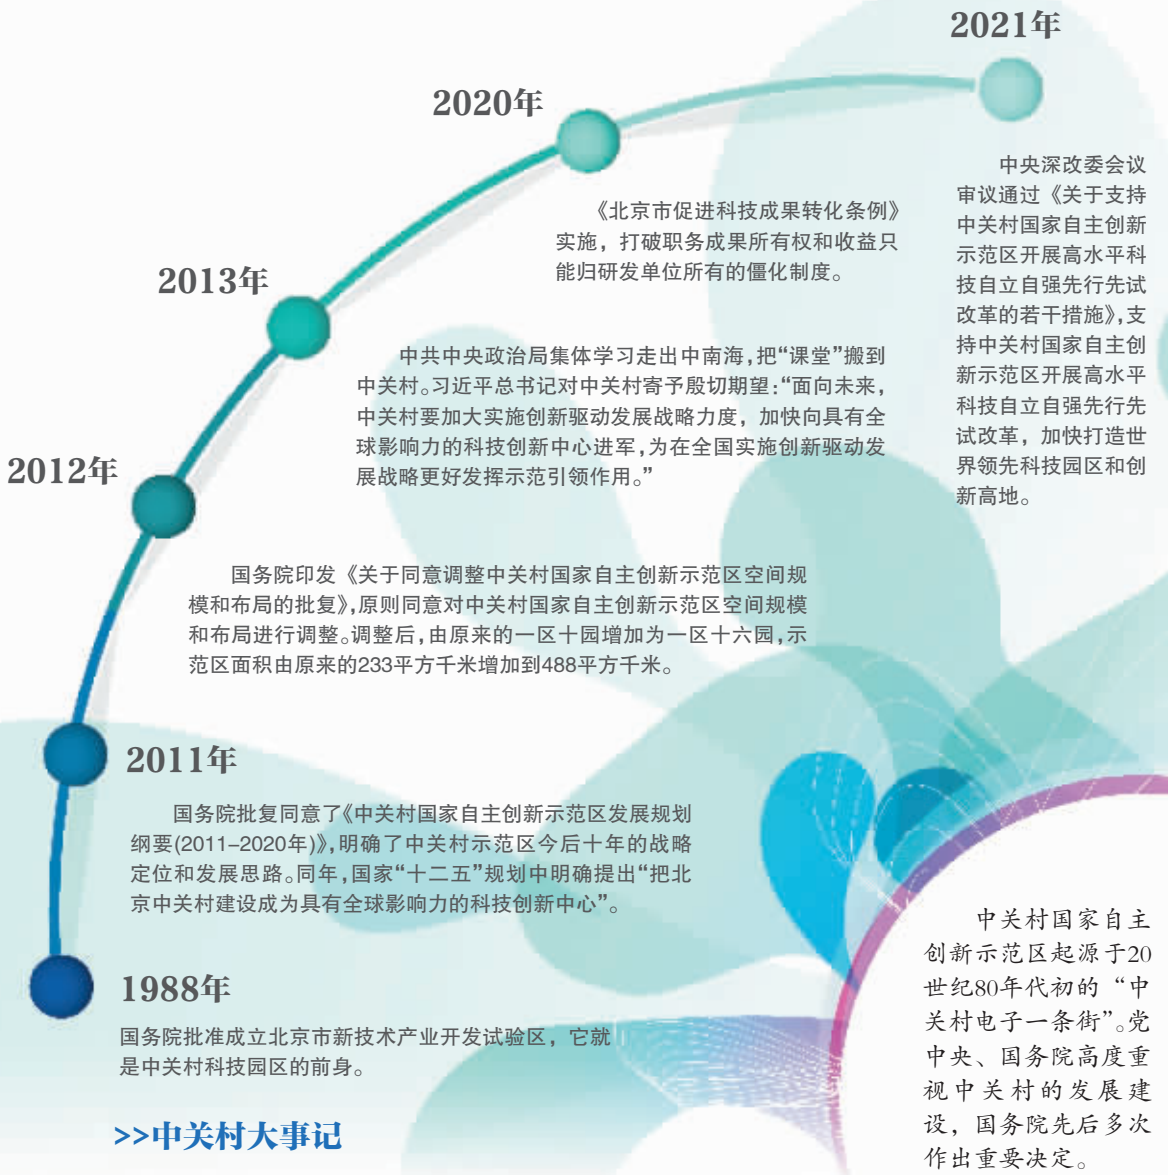 2021年
中央深改委会议
审议通过《关于支持
中关村国家自主创新
示范区开展高水平科
技自立自强先行先试
改革的若干措施》,支
持中关村国家自主创
新示范区开展高水平
科技自立自强先行先
试改革，加快打造世
界领先科技园区和创
新高地。
2020年
《北京市促进科技成果转化条例》
实施，打破职务成果所有权和收益只
能归研发单位所有的僵化制度。
2013年
中共中央政治局集体学习走出中南海,把“课堂”搬到
中关村。习近平总书记对中关村寄予殷切期望:“面向未来,
中关村要加大实施创新驱动发展战略力度，加快向具有全
球影响力的科技创新中心进军,为在全国实施创新驱动发
展战略更好发挥示范引领作用。”
2012年
国务院印发《关于同意调整中关村国家自主创新示范区空间规
模和布局的批复》,原则同意对中关村国家自主创新示范区空间规模
和布局进行调整。调整后,由原来的一区十园增加为一区十六园,示
范区面积由原来的233平方千米增加到488平方千米。
2011年
国务院批复同意了《中关村国家自主创新示范区发展规划
纲要(2011–2020年)》,明确了中关村示范区今后十年的战略
定位和发展思路。同年,国家“十二五”规划中明确提出“把北
京中关村建设成为具有全球影响力的科技创新中心”。
1988年
国务院批准成立北京市新技术产业开发试验区，它就
是中关村科技园区的前身。
>>中关村大事记
中关村国家自主
创新示范区起源于20
世纪80年代初的“中
关村电子一条街”。党
中央、国务院高度重
视中关村的发展建
设，国务院先后多次
作出重要决定。